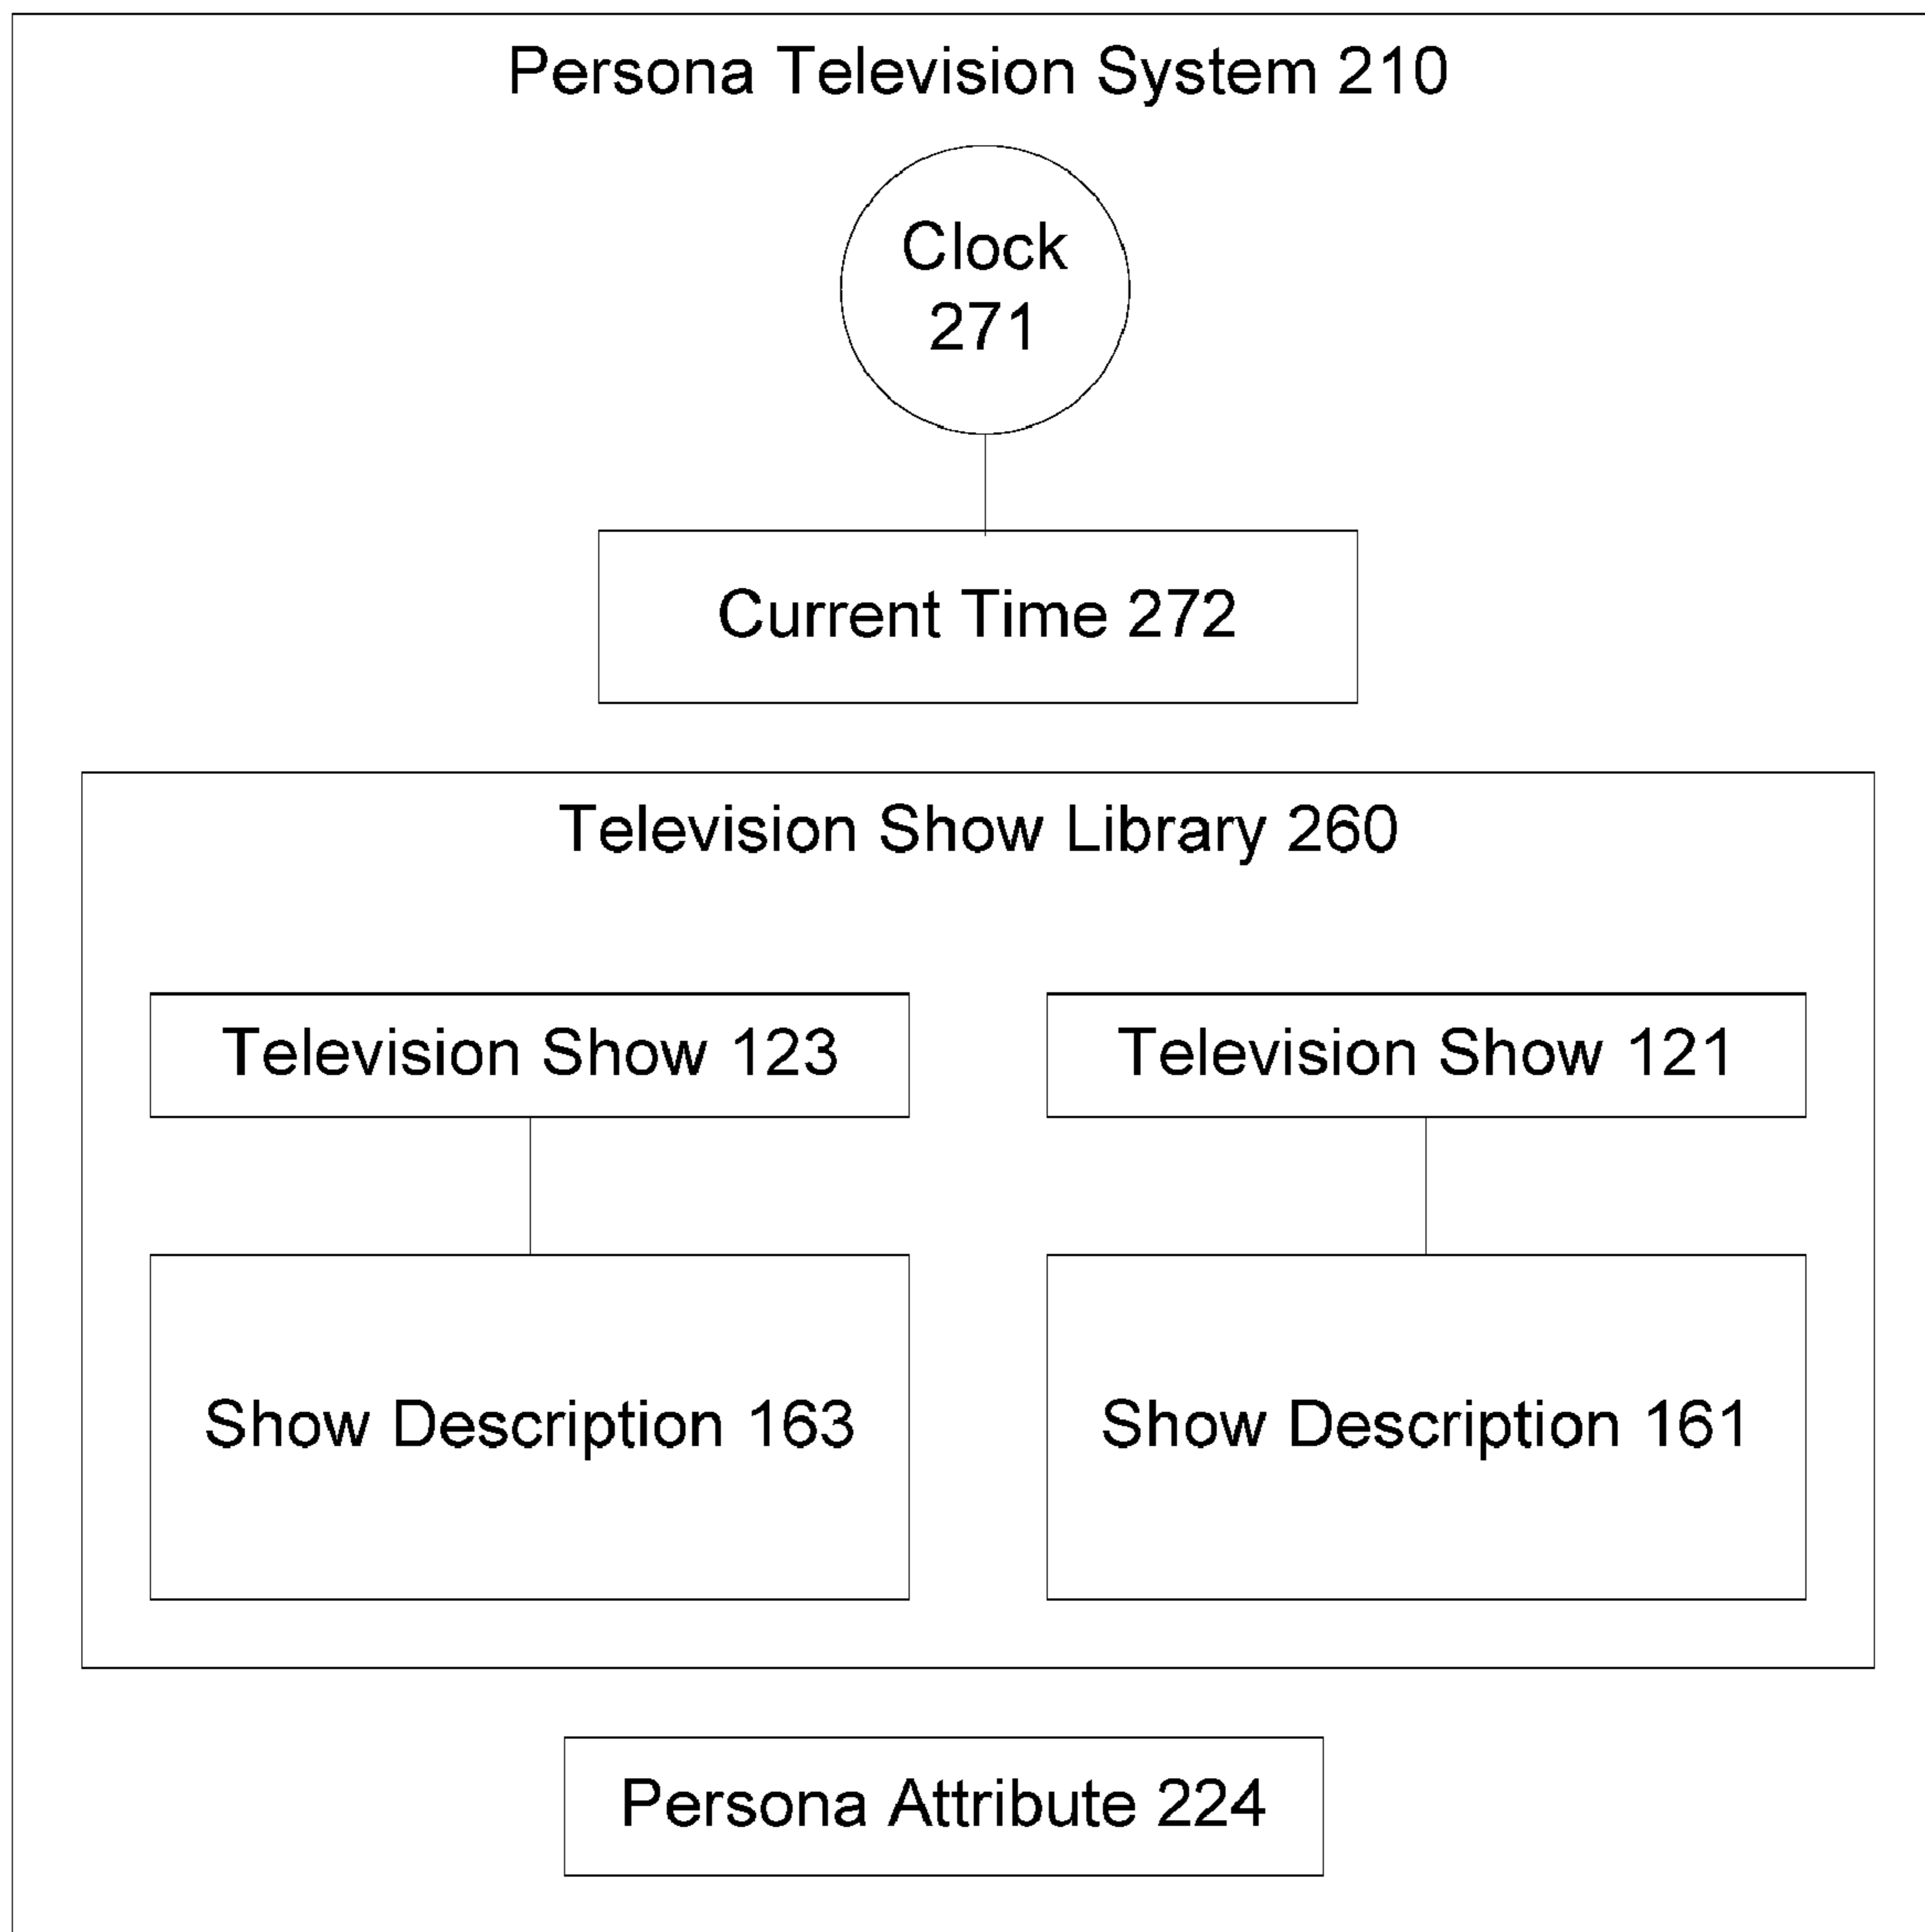 Persona Television System 210
Clock
271
Current Time 272
Television Show Library 260
Television Show 123
Television Show 121
Show Description 163
Show Description 161
Persona Attribute 224